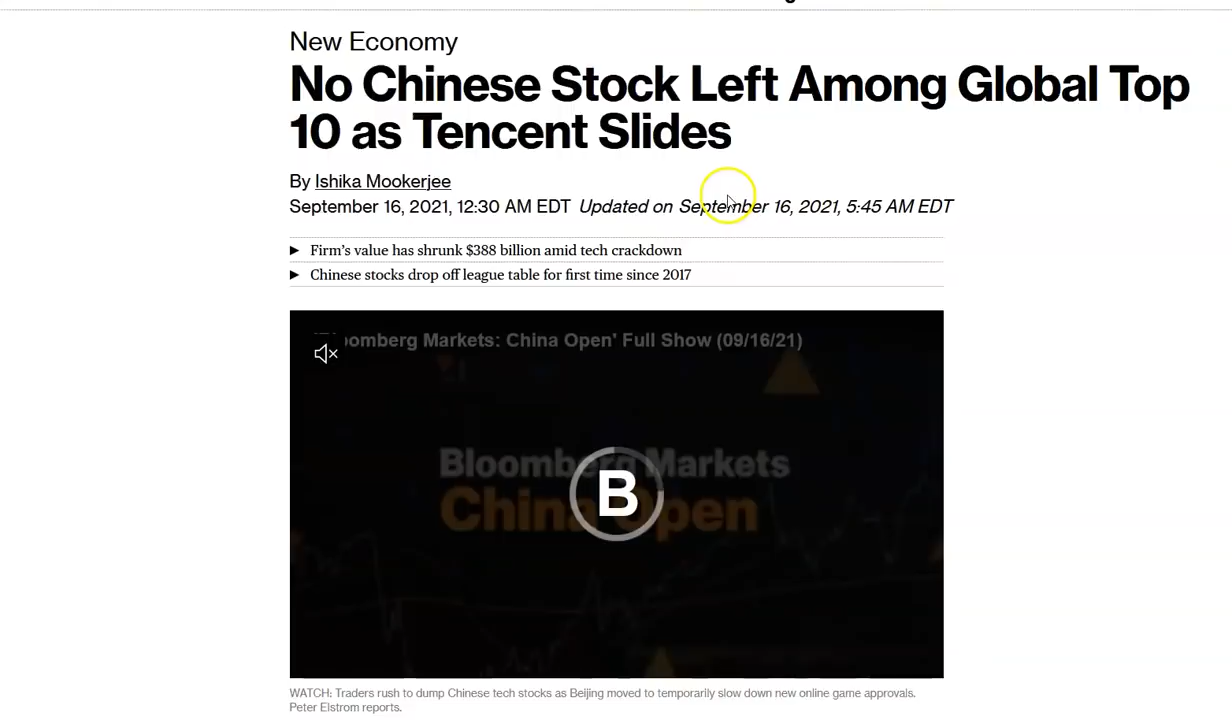 New Economy
No Chinese Stock Left Among Global Top
10 as Tencent Slides
By Ishika Mookerjee
September 16, 2021, 12:30 AM EDT Updated on September 16, 2021, 5:45 AM EDT
▶ Firm's value has shrunk $388 billion amid tech crackdown
▶ Chinese stocks drop off league table for first time since 2017
oomberg Markets: China Open' Full Show (09/16/21)
Bloomberg Markets
China Open
B
WATCH: Traders rush to dump Chinese tech stocks as Beijing moved to temporarily slow down new online game approvals.
Peter Elstrom reports.